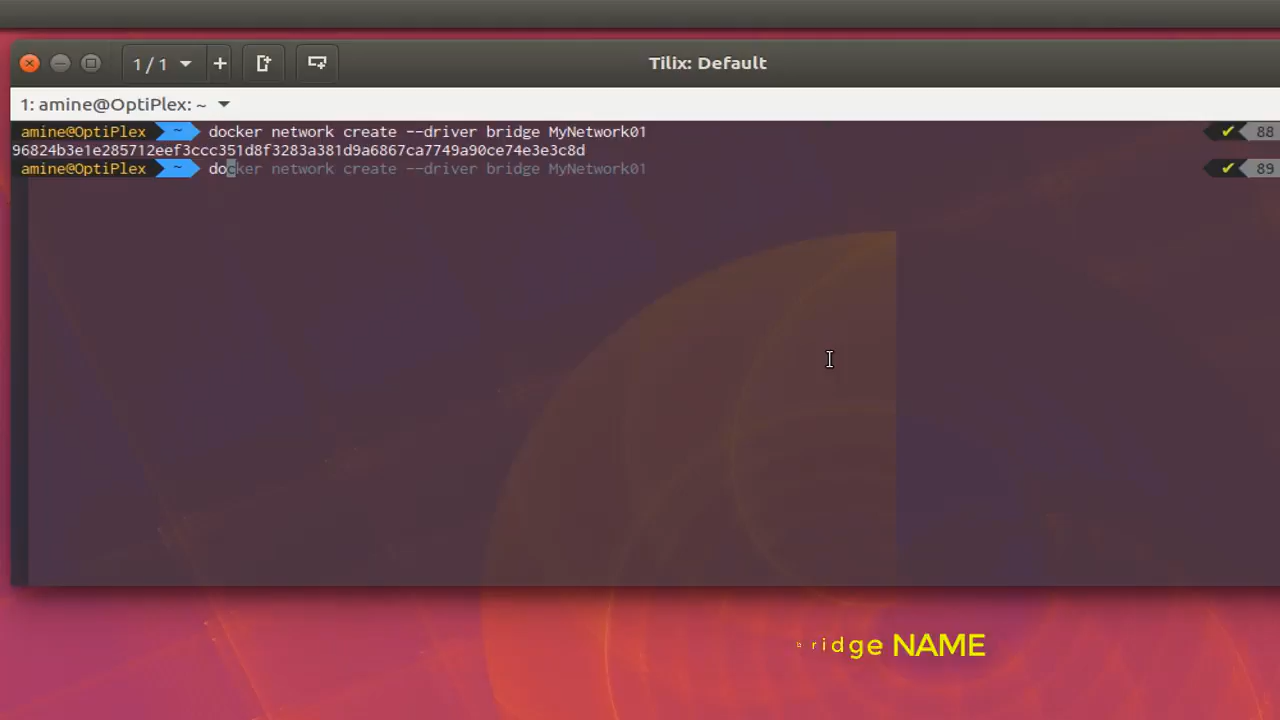 1 / 1
Tilix: Default
1: amine@OptiPlex: ~
amine@OptiPlex ~ docker network create --driver bridge MyNetwork01 ✔ 88
96824b3e1e285712eef3ccc351d8f3283a381d9a6867ca7749a90ce74e3e3c8d
amine@OptiPlex ~ docker network create --driver bridge MyNetwork01 ✔ 89
Bridge NAME